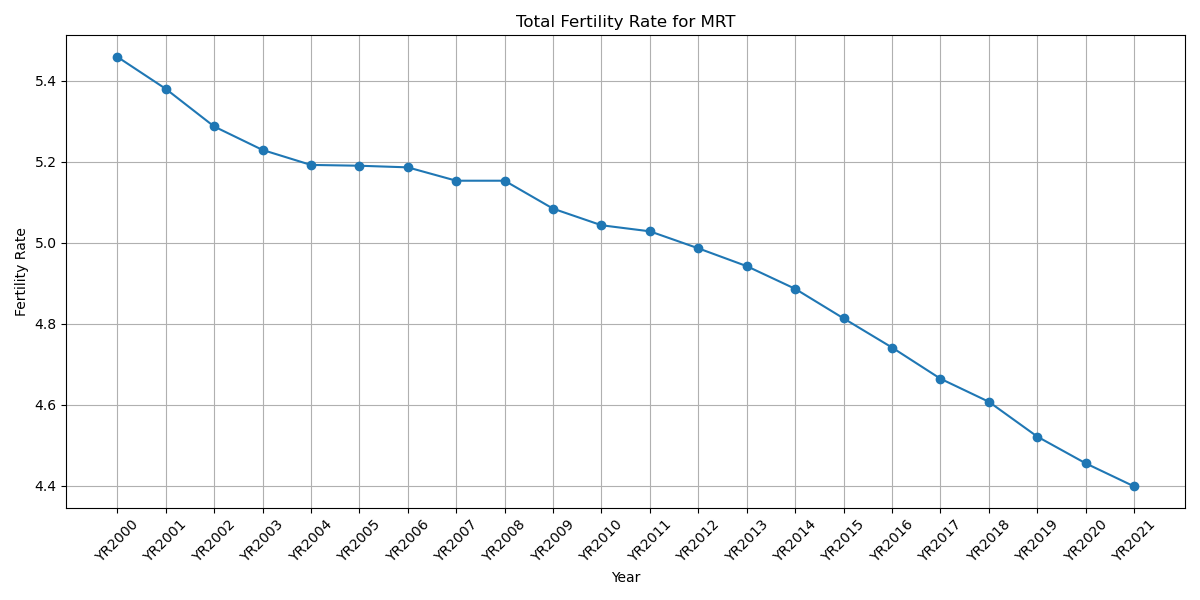 Total Fertility Rate for MRT
Fertility Rate
5.4
5.2
5.0
4.8
4.6
4.4
YR2000
YR2001
YR2002
YR2003
YR2004
YR2005
YR2006
YR2007
YR2008
YR2009
YR2010
YR2011
YR2012
YR2013
YR2014
YR2015
YR2016
YR2017
YR2018
YR2019
YR2020
YR2021
Year